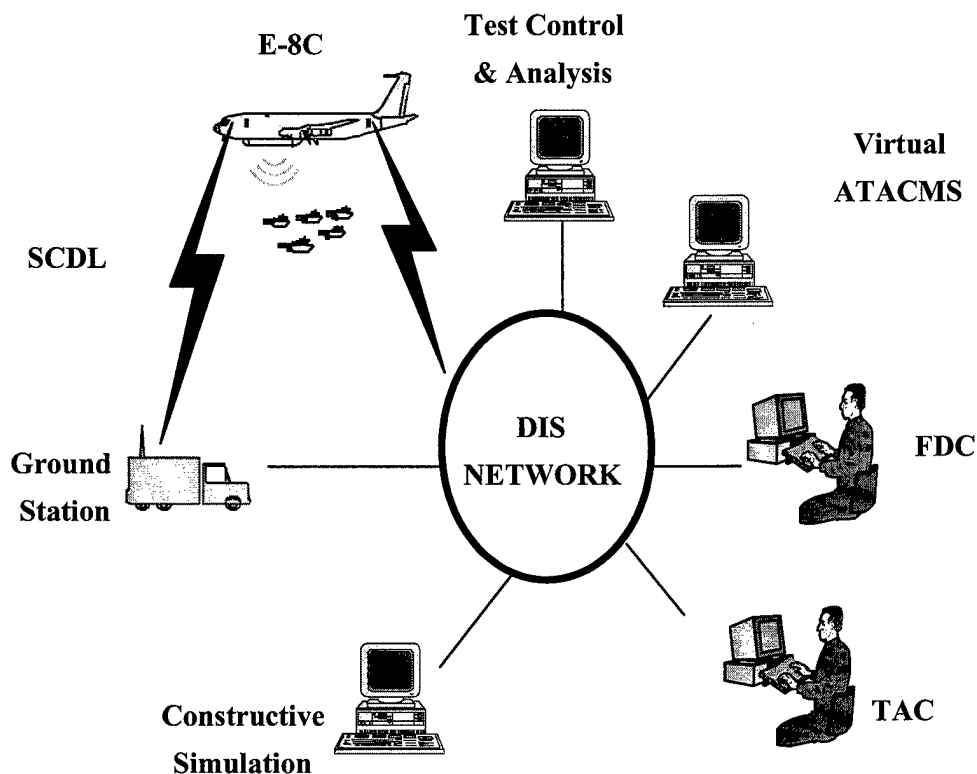 E-8C
Test Control
& Analysis
Virtual
ATACMS
SCDL
DIS
NETWORK
FDC
Ground
Station
TAC
Constructive
Simulation